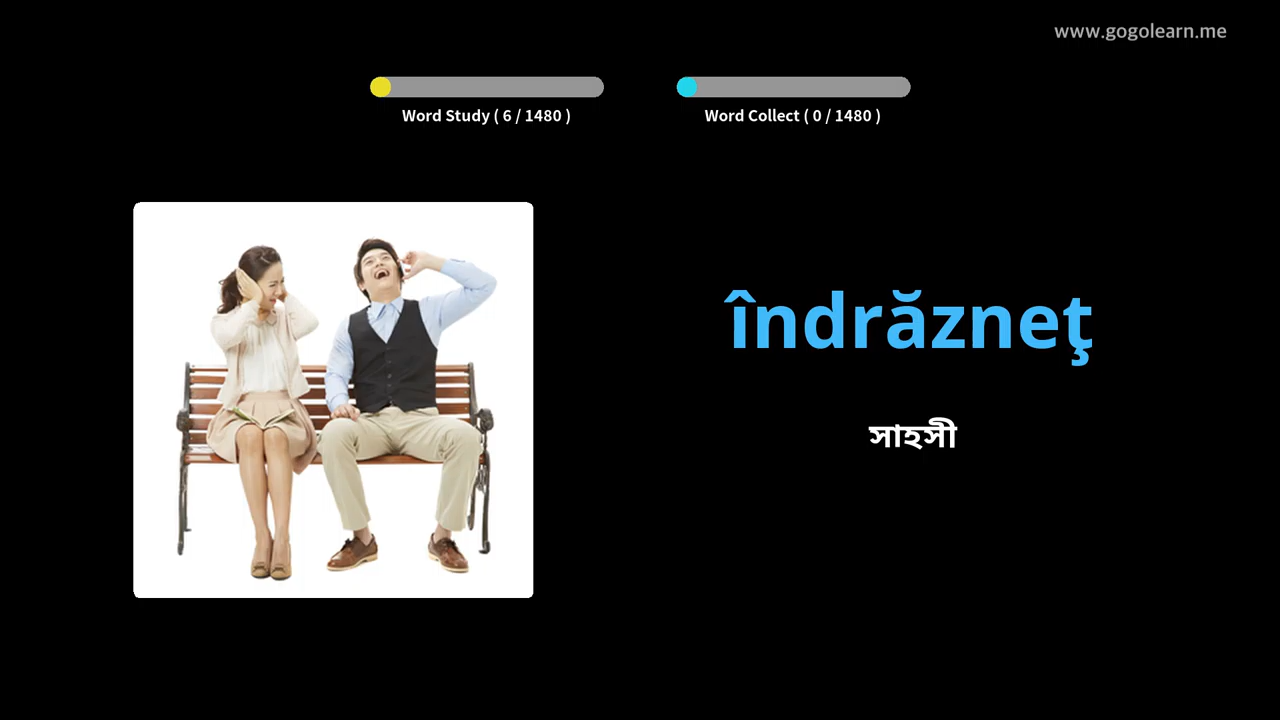 www.gogolearn.me
Word Study ( 6 / 1480 )
Word Collect ( 0 / 1480 )
îndrăzneţ
সাহসী